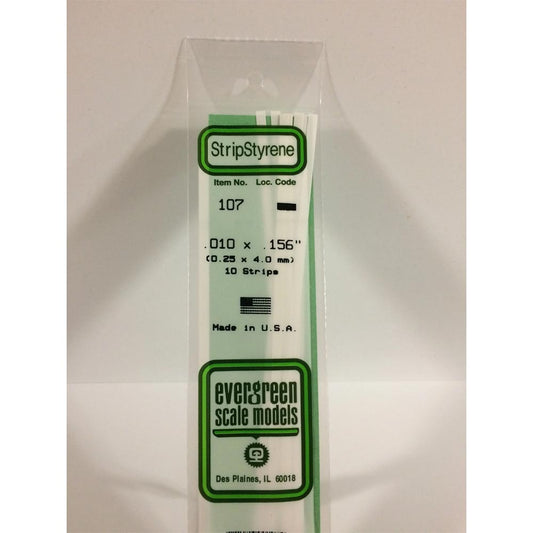 StripStyrene
Item No. Loc. Code
107
.010 x .156"
(0.25 x 4.0 mm)
10 Strips
Made in U.S.A.
evergreen
scale models
Des Plaines, IL 60018